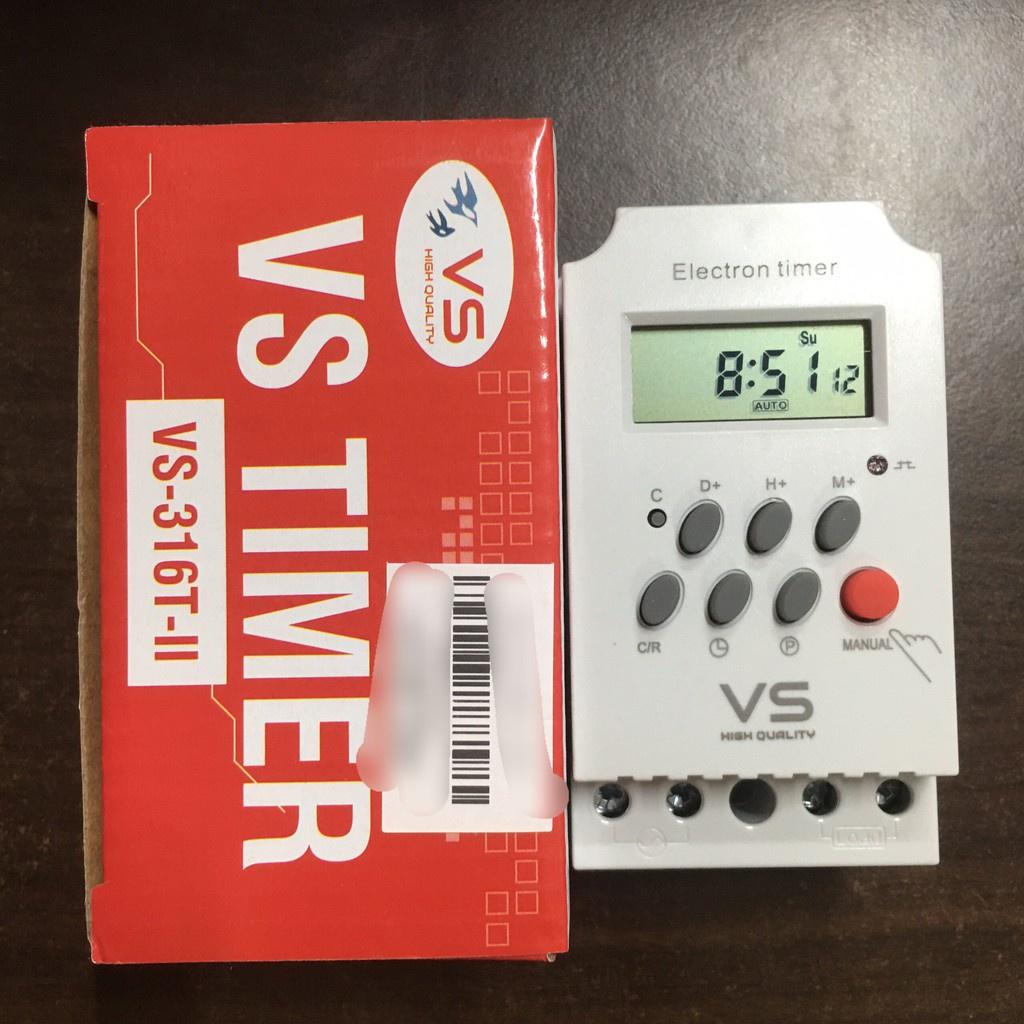 VS
HIGH QUALITY
VS TIMER
VS-316T-II
Electron timer
Su
8:51 12
AUTO
C
D+
H+
M+
C/R
P
MANUAL
VS
HIGH QUALITY
LOAD